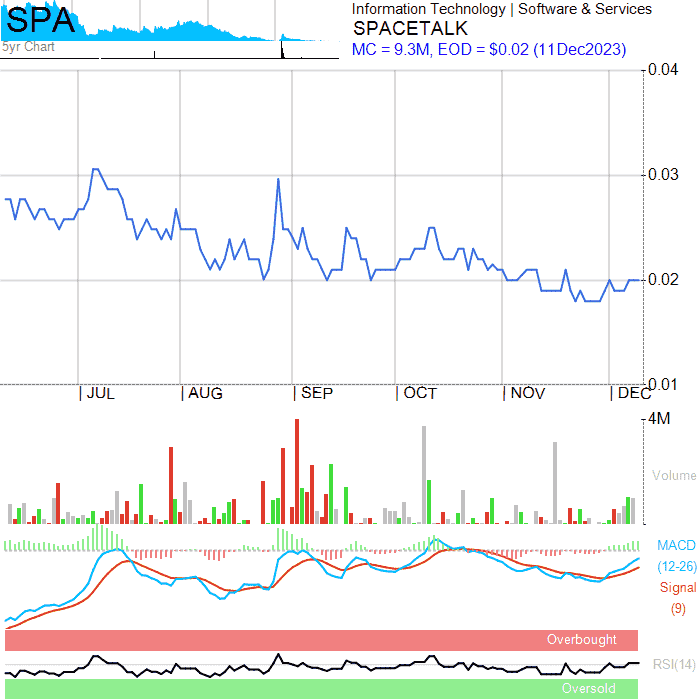 SPA
5yr Chart
Information Technology | Software & Services
SPACETALK
MC = 9.3M, EOD = $0.02 (11Dec2023)
0.04
0.03
0.02
0.01
| JUL | AUG | SEP | OCT | NOV | DEC
4M
Volume
MACD
(12-26)
Signal
(9)
Overbought
RSI(14)
Oversold